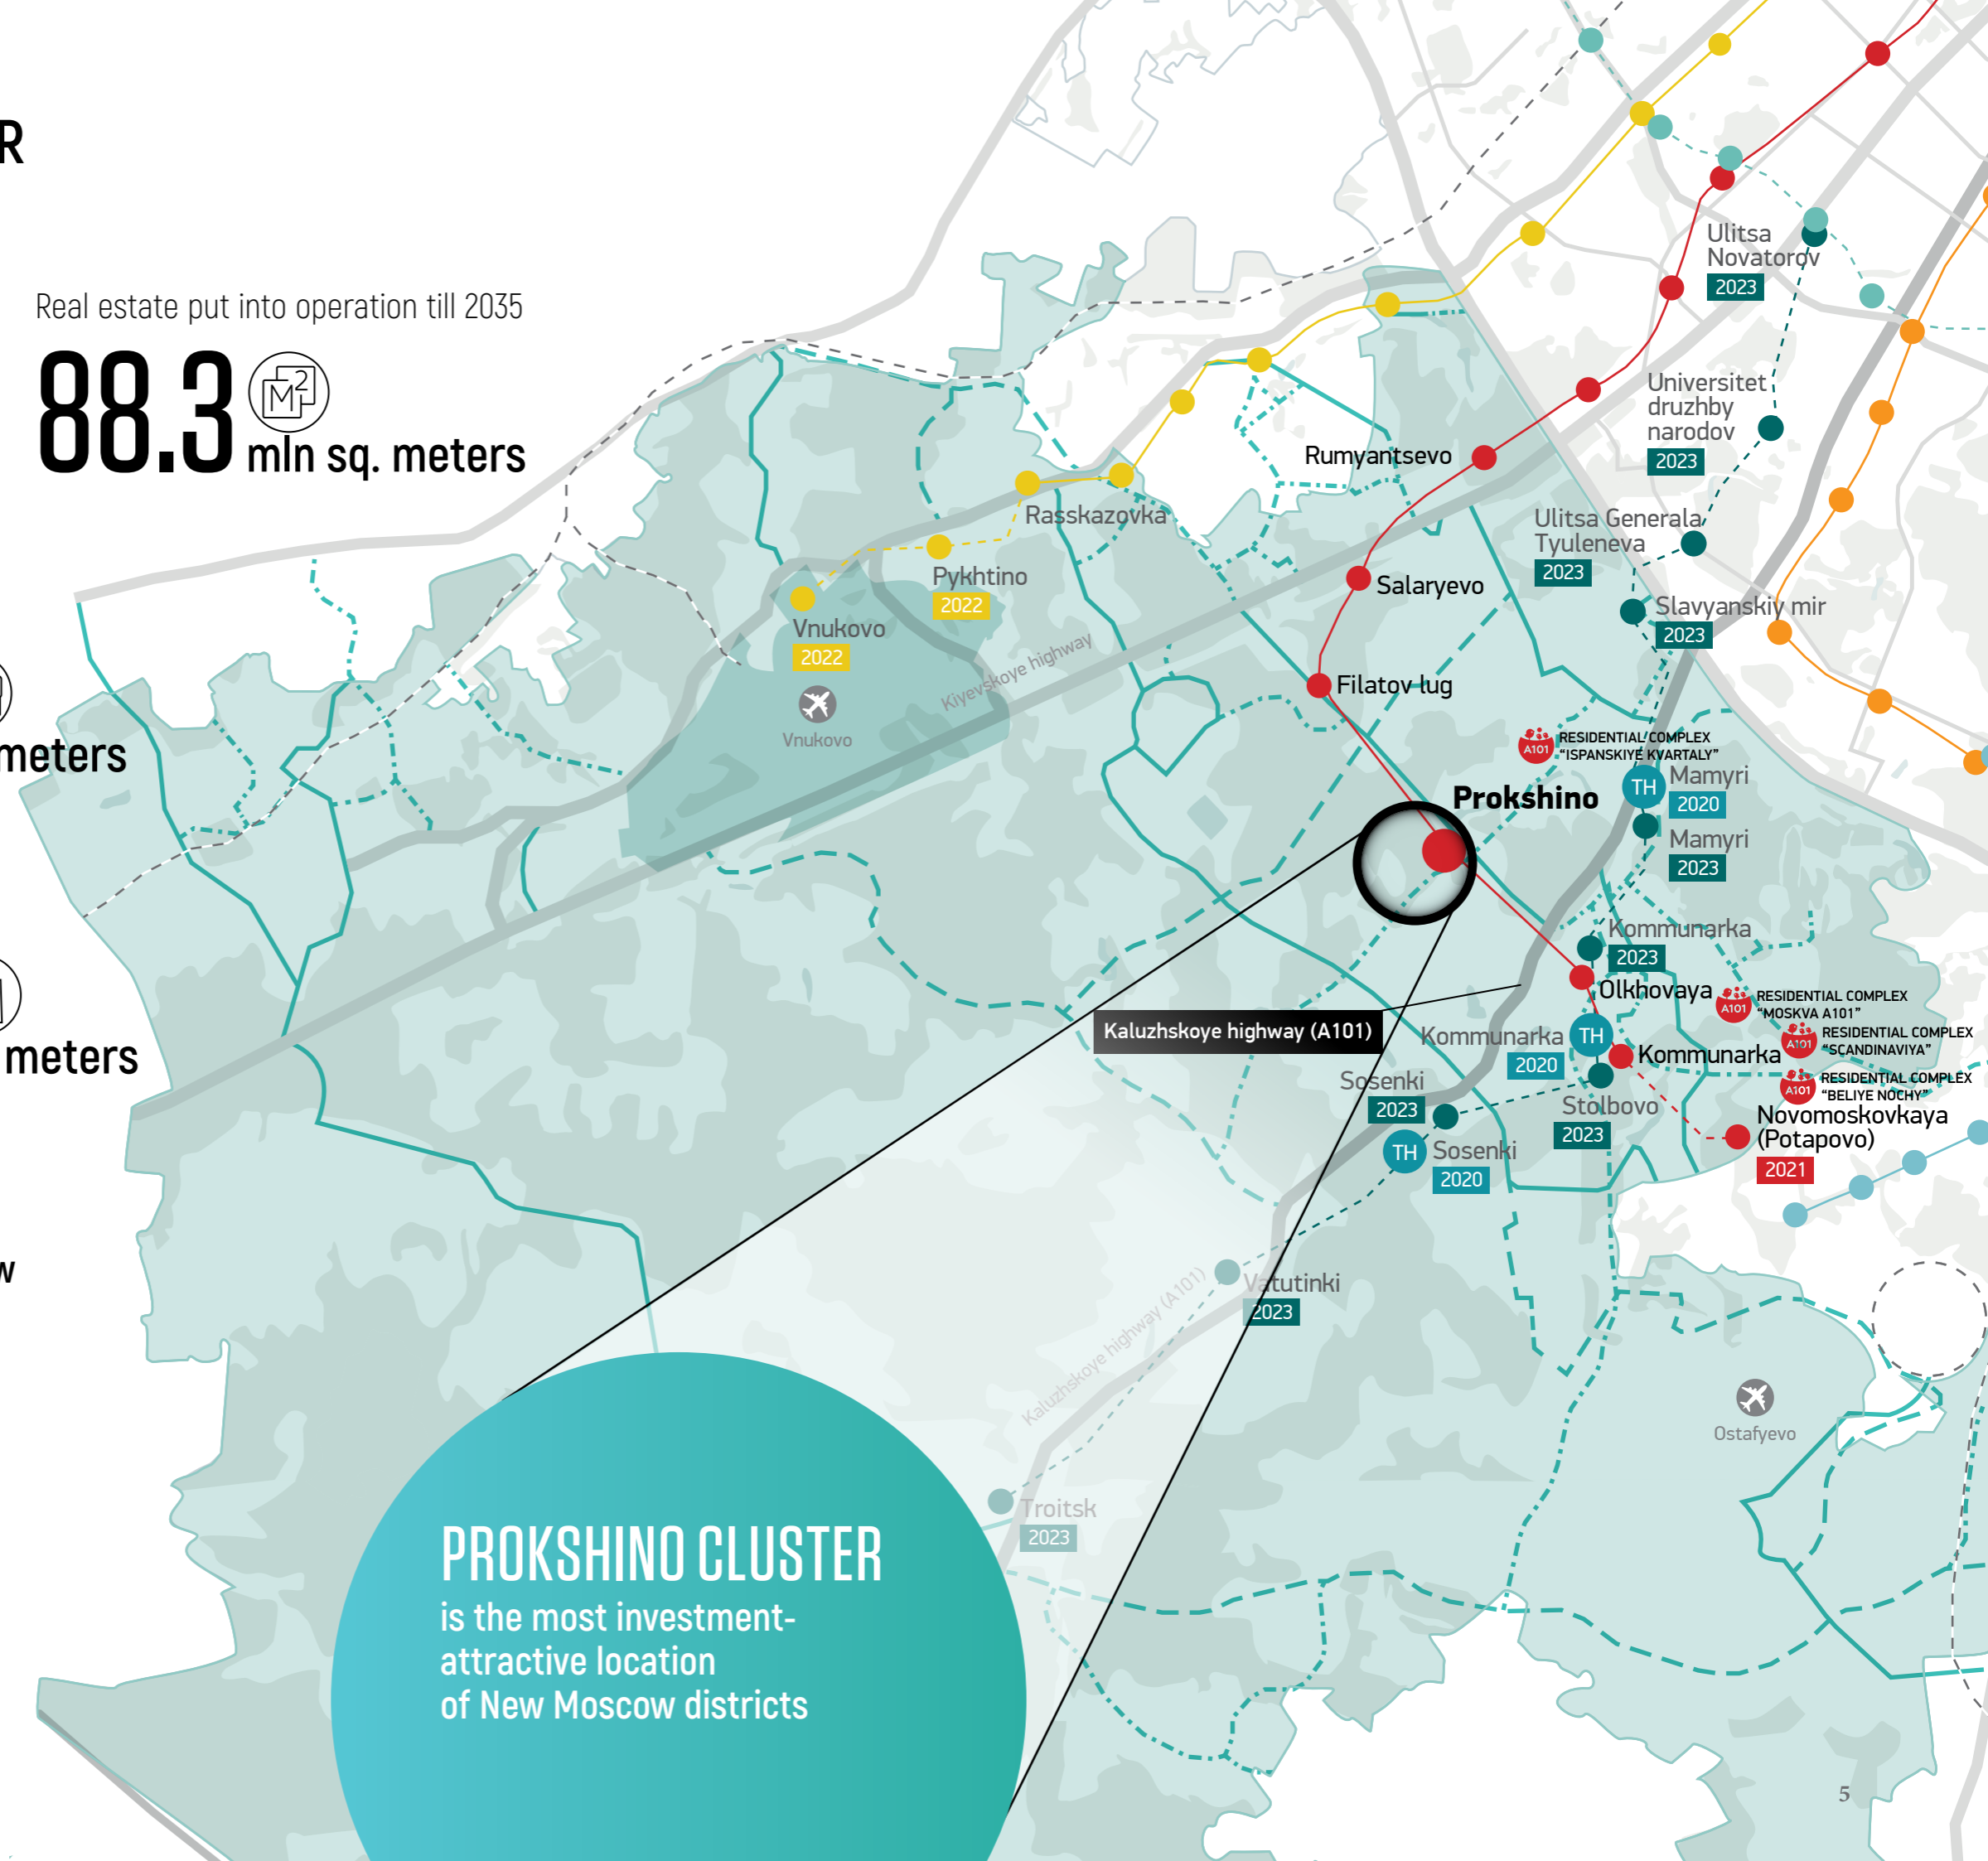 R
Real estate put into operation till 2035
88.3
M2
mln sq. meters
meters
meters
w
Ulitsa
Novatorov
2023
Universitet
druzhby
narodov
2023
Rumyantsevo
Ulitsa Generala
Tyuleneva
2023
Rasskazovka
Pykhtino
2022
Vnukovo
2022
Vnukovo
Kiyevskoye highway
Salaryevo
Slavyanskiy mir
2023
Filatov lug
A101
RESIDENTIAL COMPLEX
“ISPANSKIYE KVARTALY”
Prokshino
TH
Mamyri
2020
Mamyri
2023
Kommunarka
2023
Olkhovaya
A101
RESIDENTIAL COMPLEX
“MOSKVA A101”
A101
RESIDENTIAL COMPLEX
“SCANDINAVIYA”
Kaluzhskoye highway (A101)
Kommunarka
2020
TH
Kommunarka
A101
RESIDENTIAL COMPLEX
“BELIYE NOCHY”
Sosenki
2023
Stolbovo
2023
Novomoskovkaya
(Potapovo)
2021
TH
Sosenki
2020
Vatutinki
2023
Kaluzhskoye highway (A101)
Ostafyevo
Troitsk
2023
PROKSHINO CLUSTER
is the most investment-
attractive location
of New Moscow districts
5